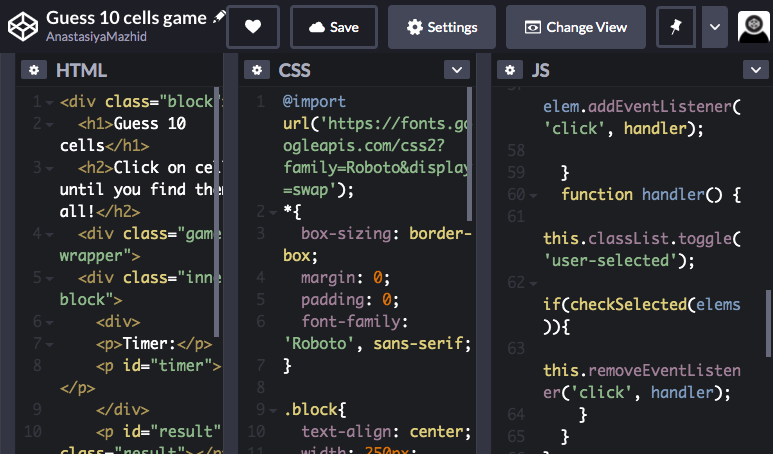 Guess 10 cells game
AnastasiyaMazhid
Save
Settings
Change View
HTML
1 <div class="block">
2 <h1>Guess 10
cells</h1>
3 <h2>Click on cel
until you find the
all!</h2>
4 <div class="game
wrapper">
5 <div class="inne
block">
6 <div>
7 <p>Timer:</p>
8 <p id="timer">
</p>
9 </div>
10 <p id="result"
class="result"></p
CSS
1 @import
url('https://fonts.go
ogleapis.com/css2?
family=Roboto&display
=swap');
2 *{
3 box-sizing: border-
box;
4 margin: 0;
5 padding: 0;
6 font-family:
'Roboto', sans-serif;
7 }
8
9 .block{
10 text-align: center;
11 width: 250px;
JS
57
elem.addEventListener(
'click', handler);
58
59 }
60 function handler() {
61
this.classList.toggle(
'user-selected');
62
if(checkSelected(elems
)){
63
this.removeEventListen
er('click', handler);
64 }
65 }